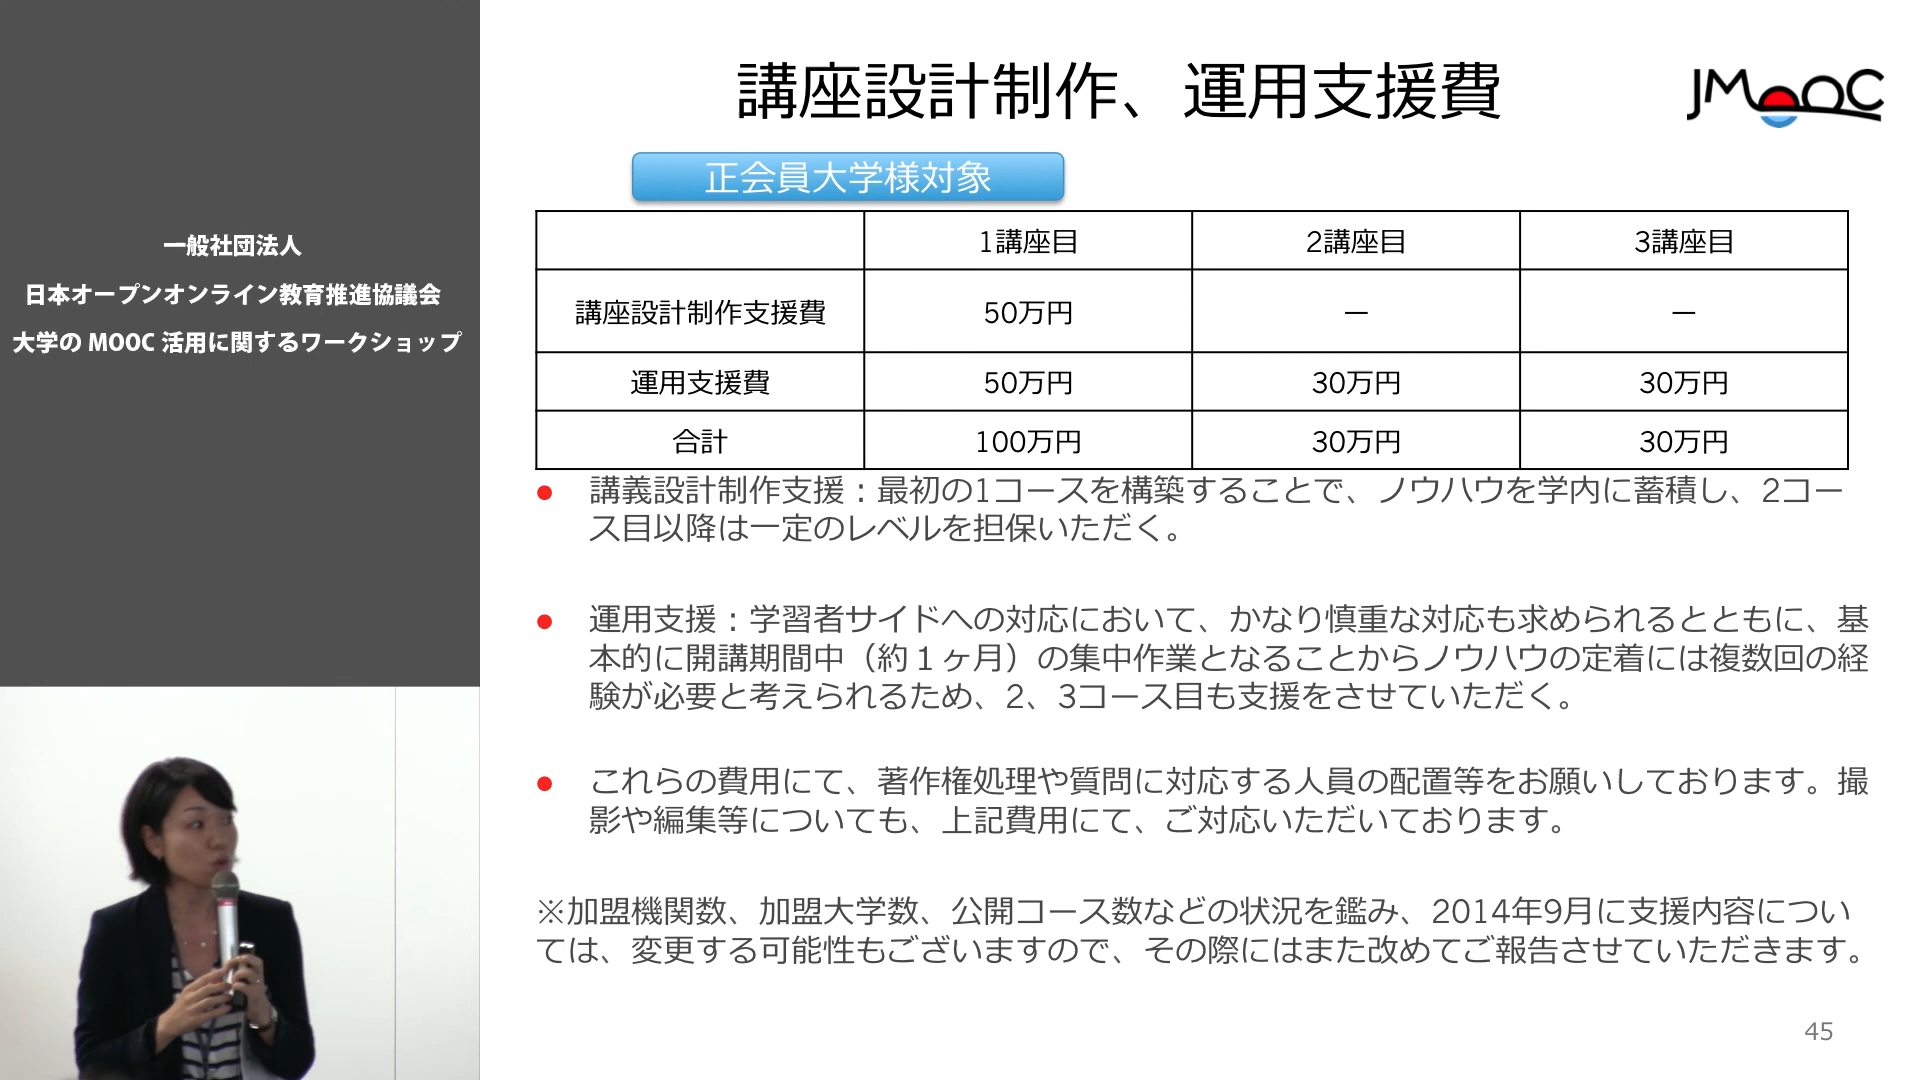 一般社団法人
日本オープンオンライン教育推進協議会
大学の MOOC 活用に関するワークショップ
講座設計制作、運用支援費
JMOOC
正会員大学様対象
1講座目 2講座目 3講座目
講座設計制作支援費 50万円 ー ー
運用支援費 50万円 30万円 30万円
合計 100万円 30万円 30万円
● 講義設計制作支援：最初の1コースを構築することで、ノウハウを学内に蓄積し、2コー
ス目以降は一定のレベルを担保いただく。
● 運用支援：学習者サイドへの対応において、かなり慎重な対応も求められるとともに、基
本的に開講期間中（約１ヶ月）の集中作業となることからノウハウの定着には複数回の経
験が必要と考えられるため、2、3コース目も支援をさせていただく。
● これらの費用にて、著作権処理や質問に対応する人員の配置等をお願いしております。撮
影や編集等についても、上記費用にて、ご対応いただいております。
※加盟機関数、加盟大学数、公開コース数などの状況を鑑み、2014年9月に支援内容につい
ては、変更する可能性もございますので、その際にはまた改めてご報告させていただきます。
45